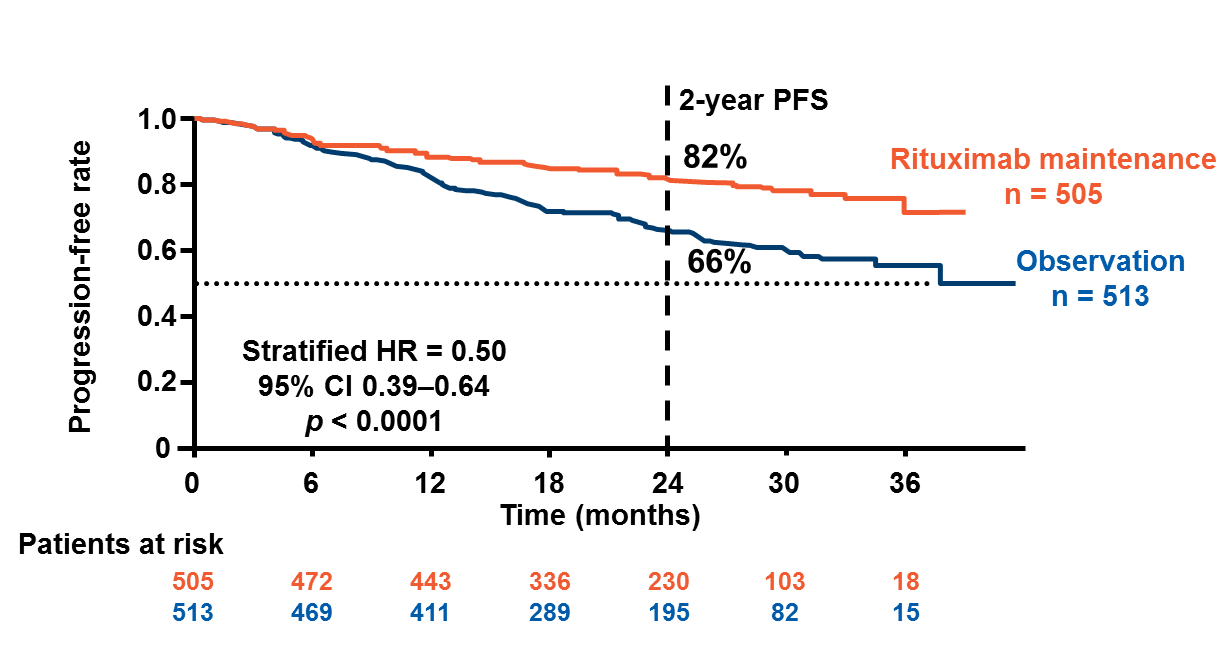 2-year PFS
1.0
82%
Rituximab maintenance
n = 505
0.8
Progression-free rate
0.6
66%
Observation
n = 513
0.4
Stratified HR = 0.50
95% CI 0.39–0.64
p < 0.0001
0.2
0
0 6 12 18 24 30 36
Time (months)
Patients at risk
505 472 443 336 230 103 18
513 469 411 289 195 82 15